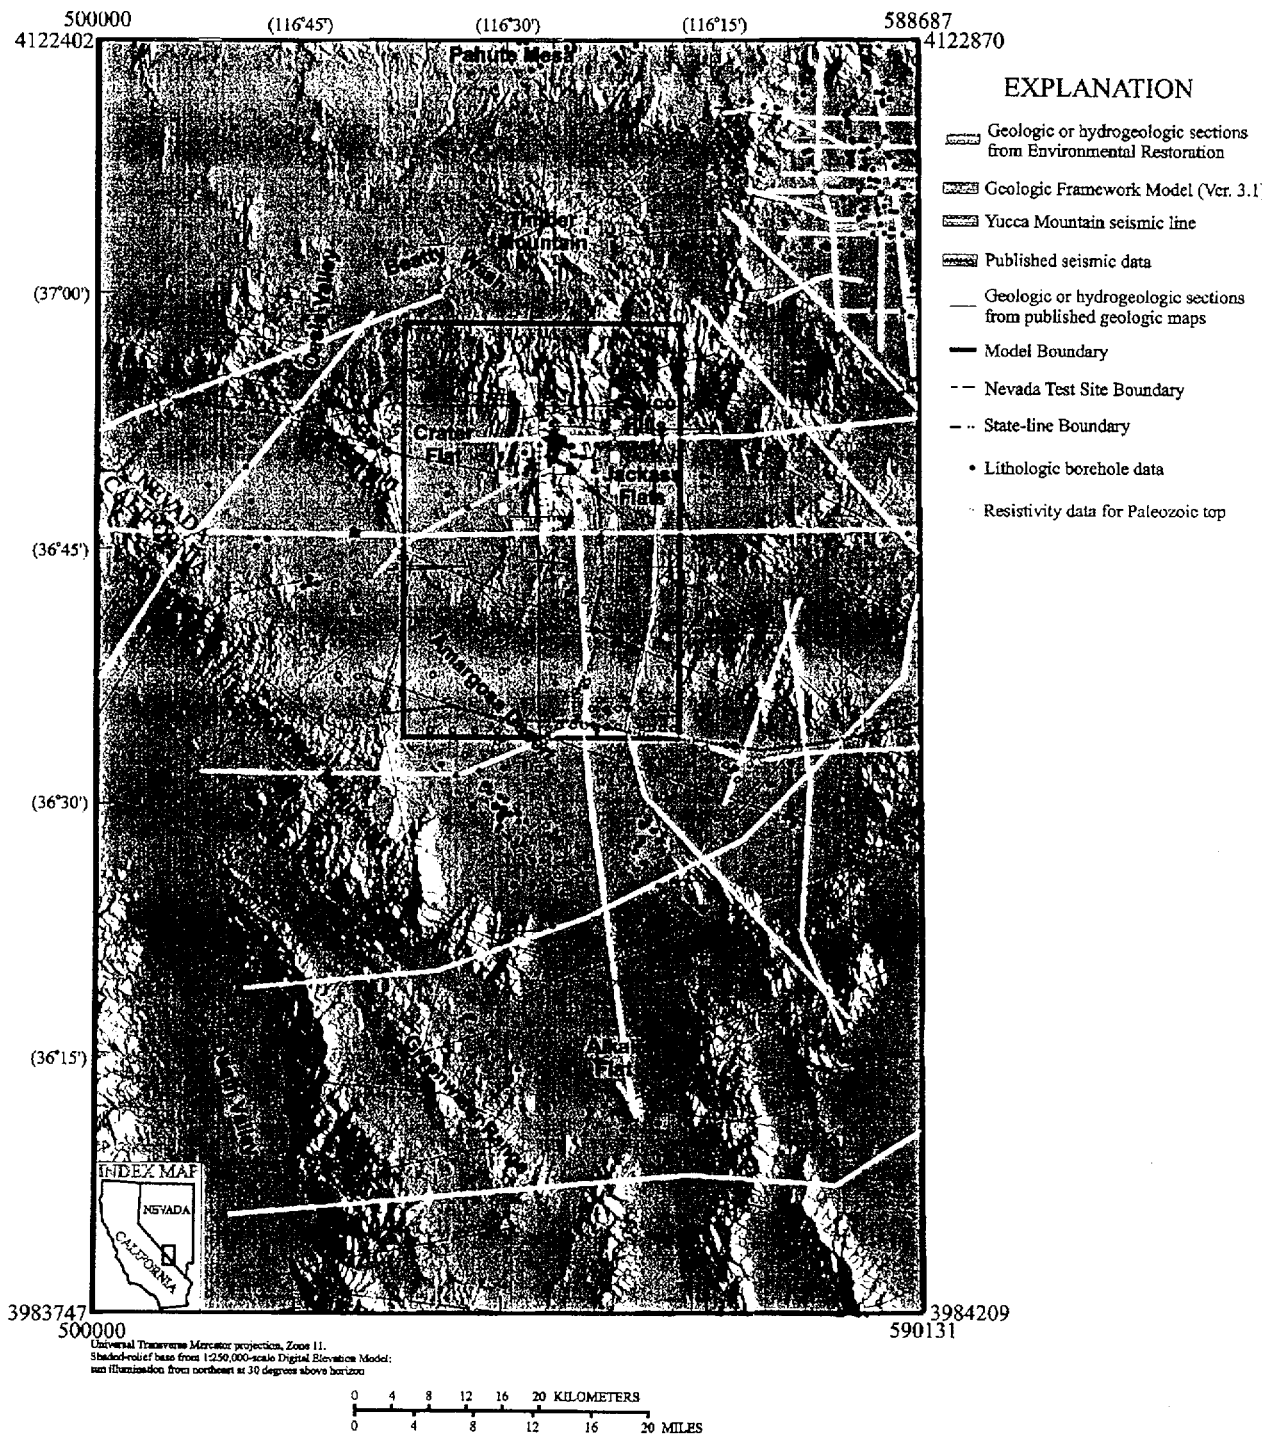 500000 (116°45') (116°30') (116°15') 588687
4122402 4122870
Pahute Mesa
EXPLANATION
Geologic or hydrogeologic sections
from Environmental Restoration
Geologic Framework Model (Ver. 3.1)
Yucca Mountain seismic line
Published seismic data
Geologic or hydrogeologic sections
from published geologic maps
Model Boundary
Nevada Test Site Boundary
State-line Boundary
Lithologic borehole data
Resistivity data for Paleozoic top
Timber
Mountain
Beatty Wash
Oasis Valley
(37°00')
Crater
Flat
Hills
Jackass
Flats
NEVADA
(36°45')
Amargosa Desert
(36°30')
(36°15')
Alkali
Flat
Greenwater Range
INDEX MAP
NEVADA
CALIFORNIA
3983747 3984209
500000 590131
Universal Transverse Mercator projection, Zone 11.
Shaded-relief base from 1:250,000-scale Digital Elevation Model;
sun illumination from northeast at 30 degrees above horizon
0 4 8 12 16 20 KILOMETERS
0 4 8 12 16 20 MILES